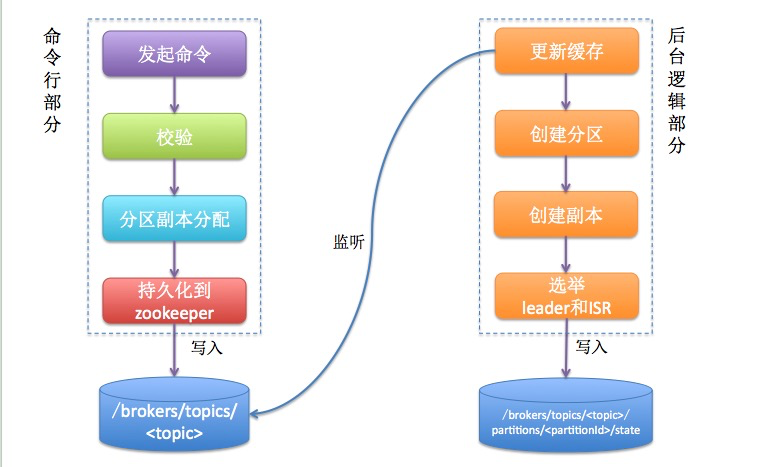 命令行部分
发起命令
校验
分区副本分配
持久化到
zookeeper
写入
/brokers/topics/
<topic>
监听
后台逻辑部分
更新缓存
创建分区
创建副本
选举
leader和ISR
写入
/brokers/topics/<topic>/
partitions/<partitionId>/state